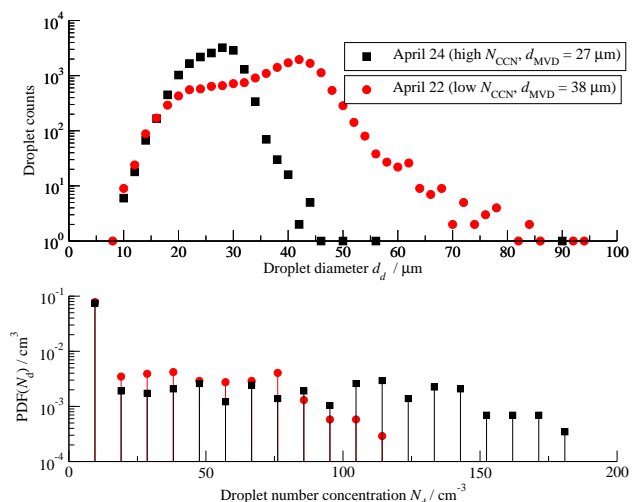 April 24 (high N_CCN, d_MVD = 27 μm)
April 22 (low N_CCN, d_MVD = 38 μm)
Droplet counts
10^4
10^3
10^2
10^1
10^0
0 10 20 30 40 50 60 70 80 90 100
Droplet diameter d_d / μm
PDF(N_d) / cm^3
10^-1
10^-2
10^-3
10^-4
0 50 100 150 200
Droplet number concentration N_d / cm^-3